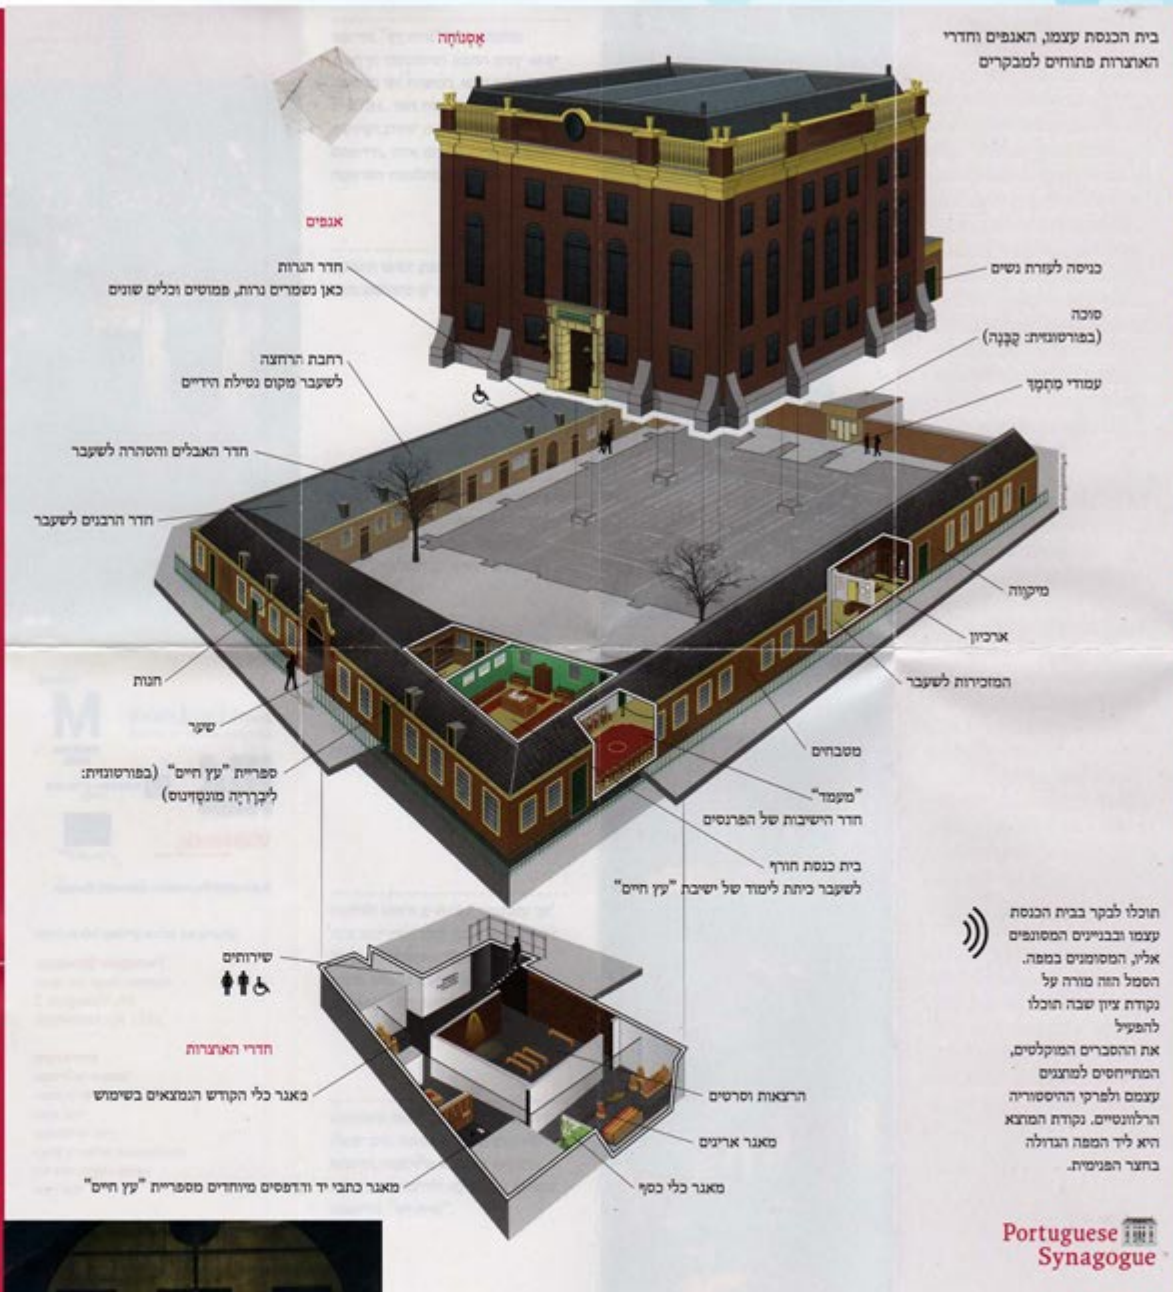 בית הכנסת עצמו, האגפים וחדרי
האוצרות פתוחים למבקרים
אֶסְנוֹחָה
אגפים
חדר הנרות
כאן נשמרים נרות, פמוטים וכלים שונים
רחבת הרחצה
לשעבר מקום נטילת הידיים
חדר האבלים והטהרה לשעבר
חדר הרבנים לשעבר
כניסה לעזרת נשים
סוכה
(בפורטוגזית: קַבָּנָה)
עמודי מִתְמָךְ
מיקווה
ארכיון
המזכירות לשעבר
חנות
שער
ספריית "עץ חיים" (בפורטוגזית:
לִיבְרָרִיָה מוֹנְטֶזִינוֹס)
מטבחים
"מעמד"
חדר הישיבות של הפרנסים
בית כנסת חורף
לשעבר כיתת לימוד של ישיבת "עץ חיים"
שירותים
חדרי האוצרות
מאגר כלי הקודש הנמצאים בשימוש
מאגר כתבי יד והדפסים מיוחדים מספריית "עץ חיים"
הרצאות וסרטים
מאגר אריגים
מאגר כלי כסף
תוכלו לבקר בבית הכנסת
עצמו ובבניינים המסונפים
אליו, המסומנים במפה.
הסמל הזה מורה על
נקודת ציון שבה תוכלו
להפעיל
את ההסברים המוקלטים,
המתייחסים למוצגים
עצמם ולפרקי ההיסטוריה
הרלוונטיים. נקודת המוצא
היא ליד המפה הגדולה
בחצר הפנימית.
Portuguese
Synagogue